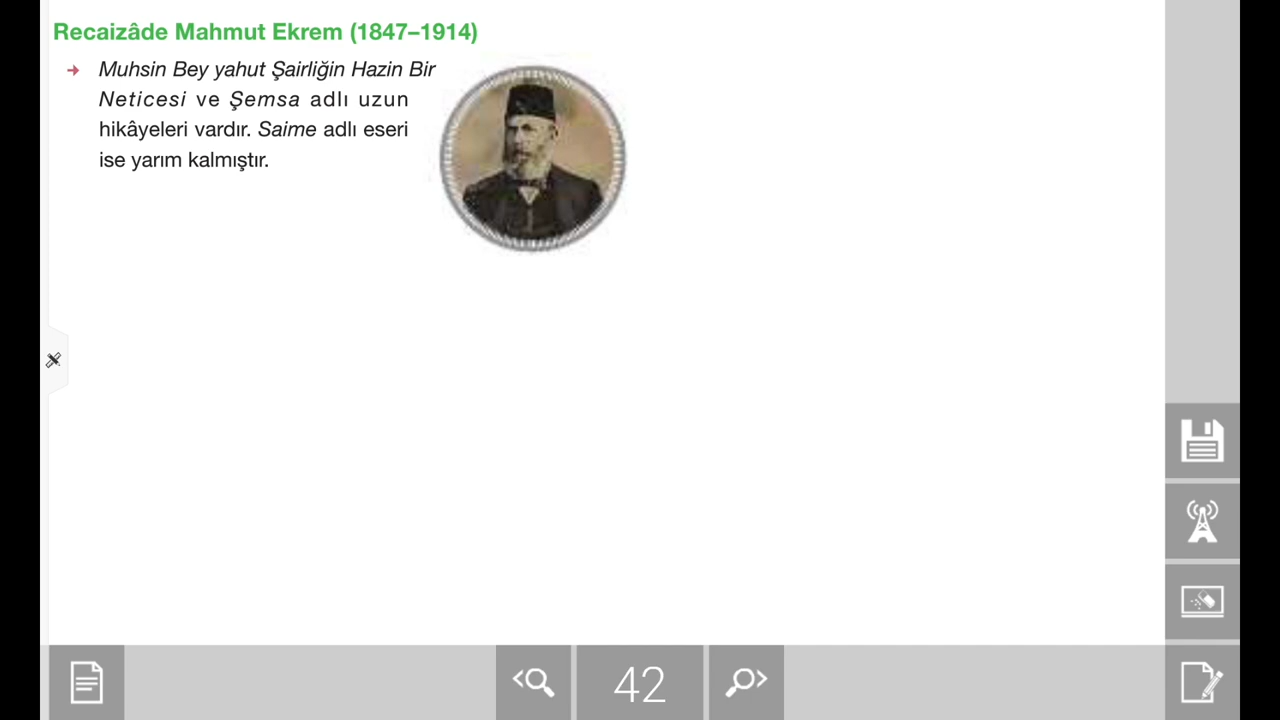 Recaizâde Mahmut Ekrem (1847–1914)
➔ Muhsin Bey yahut Şairliğin Hazin Bir
Neticesi ve Şemsa adlı uzun
hikâyeleri vardır. Saime adlı eseri
ise yarım kalmıştır.
42